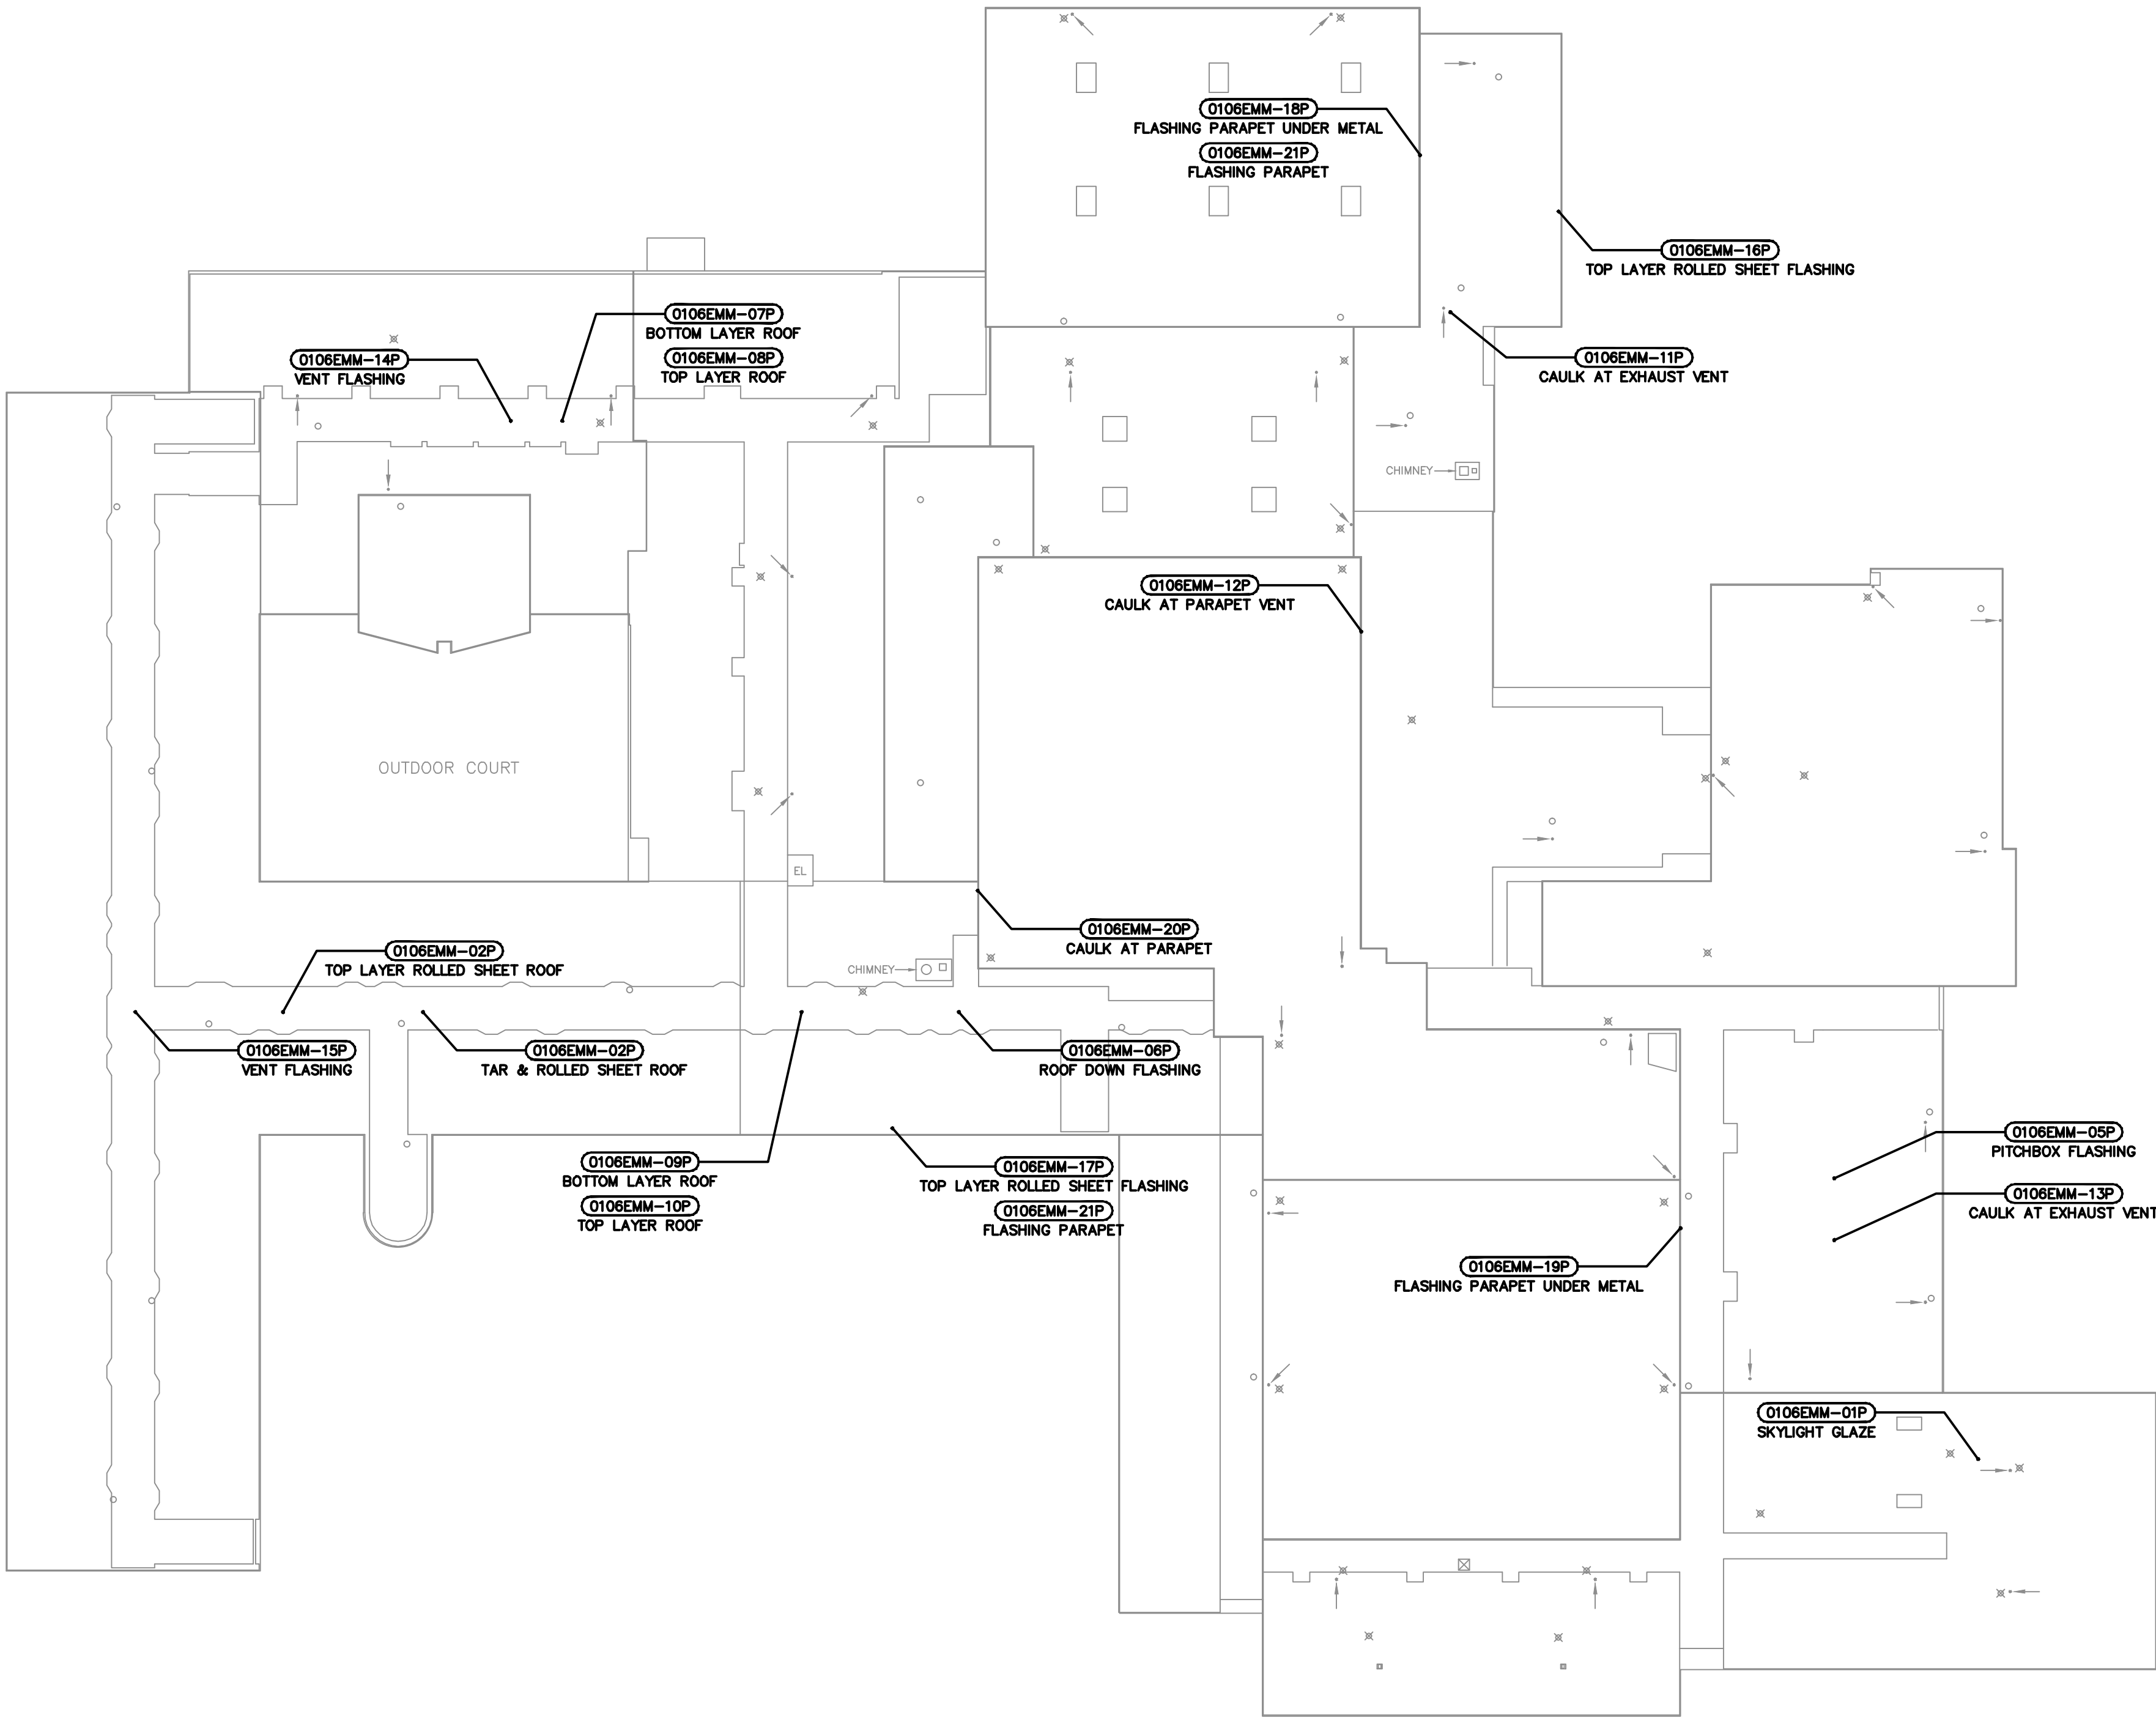 0106EMM-18P
FLASHING PARAPET UNDER METAL
0106EMM-21P
FLASHING PARAPET
0106EMM-16P
TOP LAYER ROLLED SHEET FLASHING
0106EMM-07P
BOTTOM LAYER ROOF
0106EMM-08P
TOP LAYER ROOF
0106EMM-14P
VENT FLASHING
0106EMM-11P
CAULK AT EXHAUST VENT
CHIMNEY
0106EMM-12P
CAULK AT PARAPET VENT
OUTDOOR COURT
EL
0106EMM-20P
CAULK AT PARAPET
0106EMM-02P
TOP LAYER ROLLED SHEET ROOF
CHIMNEY
0106EMM-15P
VENT FLASHING
0106EMM-02P
TAR & ROLLED SHEET ROOF
0106EMM-06P
ROOF DOWN FLASHING
0106EMM-05P
PITCHBOX FLASHING
0106EMM-09P
BOTTOM LAYER ROOF
0106EMM-10P
TOP LAYER ROOF
0106EMM-17P
TOP LAYER ROLLED SHEET FLASHING
0106EMM-21P
FLASHING PARAPET
0106EMM-13P
CAULK AT EXHAUST VENT
0106EMM-19P
FLASHING PARAPET UNDER METAL
0106EMM-01P
SKYLIGHT GLAZE